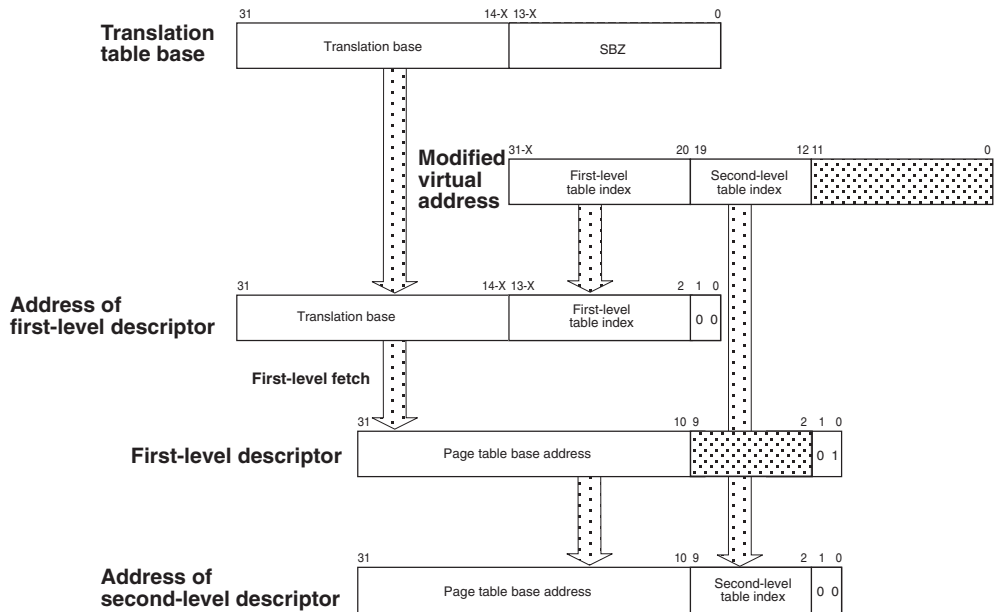 31 14-X 13-X 0
Translation
table base
Translation base SBZ
31-X 20 19 12 11 0
Modified
virtual
address
First-level
table index
Second-level
table index
31 14-X 13-X 2 1 0
Address of
first-level descriptor
Translation base
First-level
table index
0 0
First-level fetch
31 10 9 2 1 0
First-level descriptor
Page table base address 0 1
31 10 9 2 1 0
Address of
second-level descriptor
Page table base address
Second-level
table index
0 0